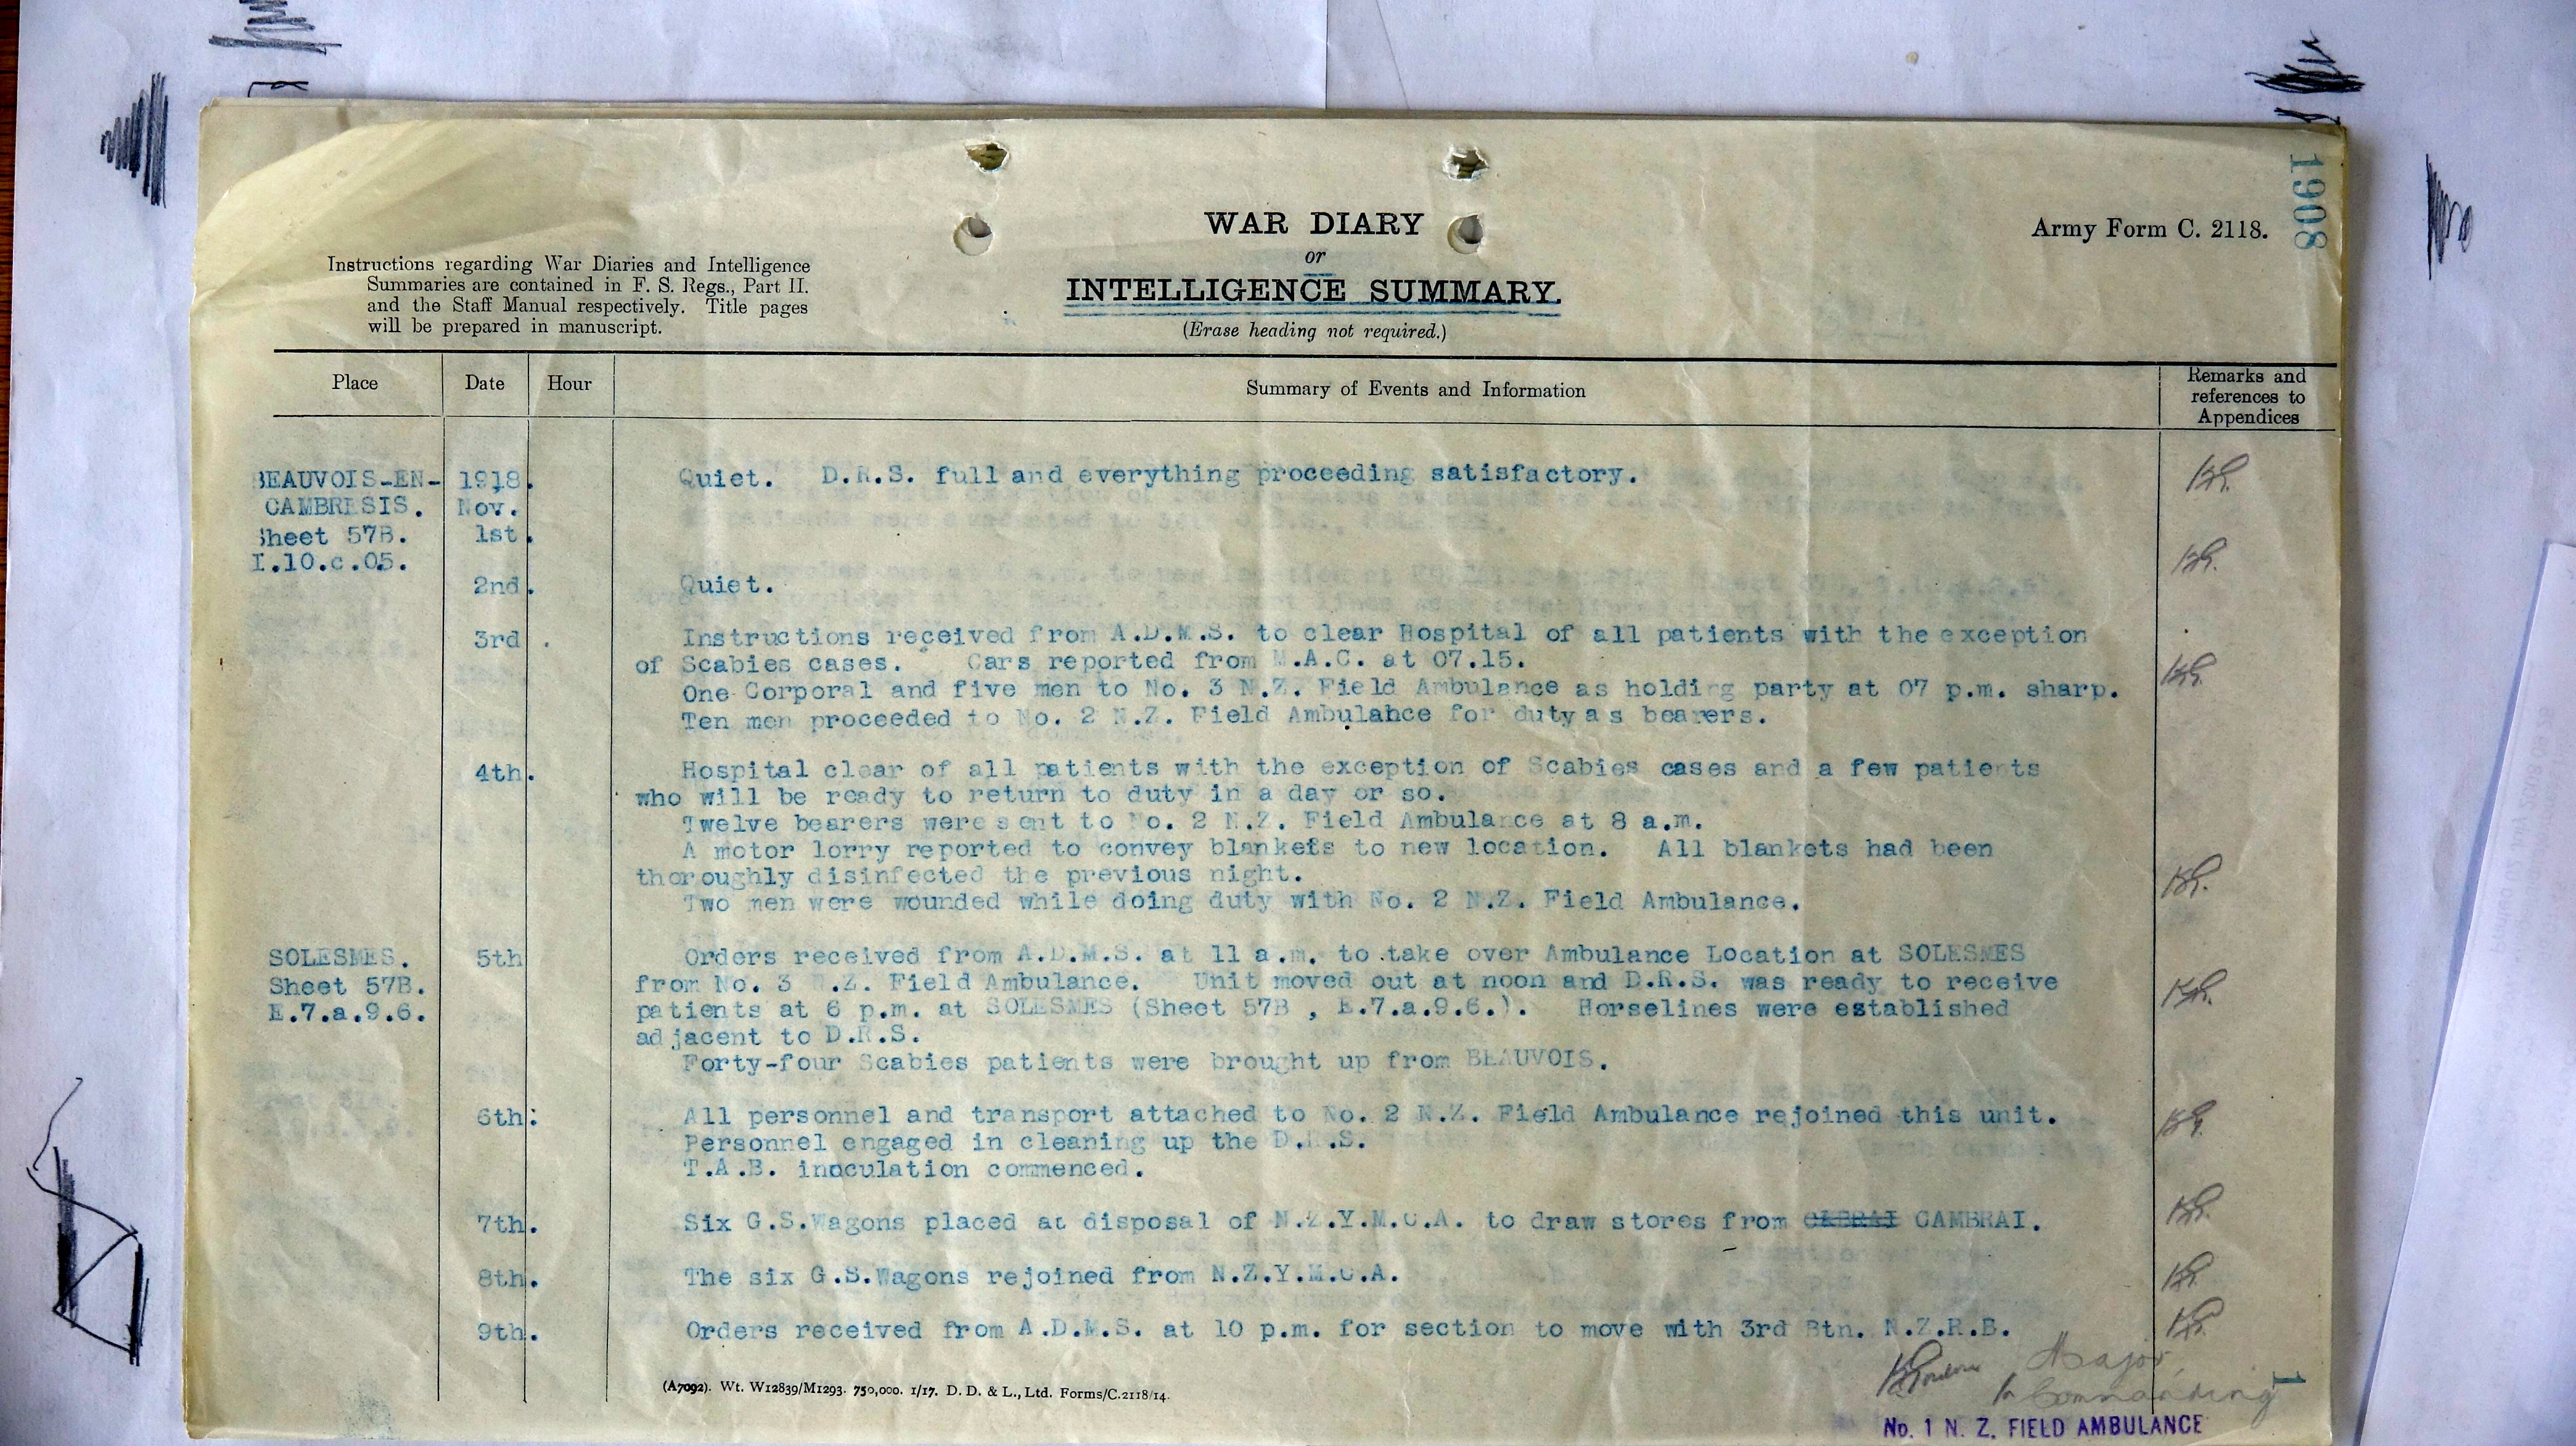 1908
WAR DIARY
or
INTELLIGENCE SUMMARY.
(Erase heading not required.)
Army Form C. 2118.
Instructions regarding War Diaries and Intelligence
Summaries are contained in F. S. Regs., Part II.
and the Staff Manual respectively. Title pages
will be prepared in manuscript.
Place
Date
Hour
Summary of Events and Information
Remarks and
references to
Appendices
BEAUVOIS-EN-
CAMBRESIS.
Sheet 57B.
I.10.c.05.
1918.
Nov.
1st.
Quiet. D.R.S. full and everything proceeding satisfactory.
2nd.
Quiet.
3rd .
Instructions received from A.D.M.S. to clear Hospital of all patients with the exception
of Scabies cases. Cars reported from M.A.C. at 07.15.
One Corporal and five men to No. 3 N.Z. Field Ambulance as holding party at 07 p.m. sharp.
Ten men proceeded to No. 2 N.Z. Field Ambulahce for duty as bearers.
4th.
Hospital clear of all patients with the exception of Scabies cases and a few patients
who will be ready to return to duty in a day or so.
Twelve bearers were sent to No. 2 N.Z. Field Ambulance at 8 a.m.
A motor lorry reported to convey blankets to new location. All blankets had been
thoroughly disinfected the previous night.
Two men were wounded while doing duty with No. 2 N.Z. Field Ambulance.
SOLESMES.
Sheet 57B.
E.7.a.9.6.
5th
Orders received from A.D.M.S. at 11 a.m. to take over Ambulance Location at SOLESMES
from No. 3 N.Z. Field Ambulance. Unit moved out at noon and D.R.S. was ready to receive
patients at 6 p.m. at SOLESMES (Sheet 57B , E.7.a.9.6.). Horselines were established
adjacent to D.R.S.
Forty-four Scabies patients were brought up from BEAUVOIS.
6th.
All personnel and transport attached to No. 2 N.Z. Field Ambulance rejoined this unit.
Personnel engaged in cleaning up the D.R.S.
T.A.B. inoculation commenced.
7th.
Six G.S.Wagons placed at disposal of N.Z.Y.M.C.A. to draw stores from CAMBRAI.
8th.
The six G.S.Wagons rejoined from N.Z.Y.M.C.A.
9th.
Orders received from A.D.M.S. at 10 p.m. for section to move with 3rd Btn. N.Z.R.B.
Major
Commanding
No. 1 N. Z. FIELD AMBULANCE
1
(A7092). Wt. W12839/M1293. 750,000. 1/17. D. D. & L., Ltd. Forms/C.2118/14.